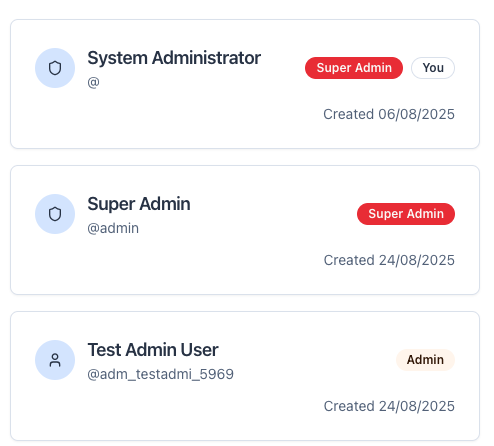 System Administrator
Super Admin
You
@
Created 06/08/2025
Super Admin
Super Admin
@admin
Created 24/08/2025
Test Admin User
Admin
@adm_testadmi_5969
Created 24/08/2025